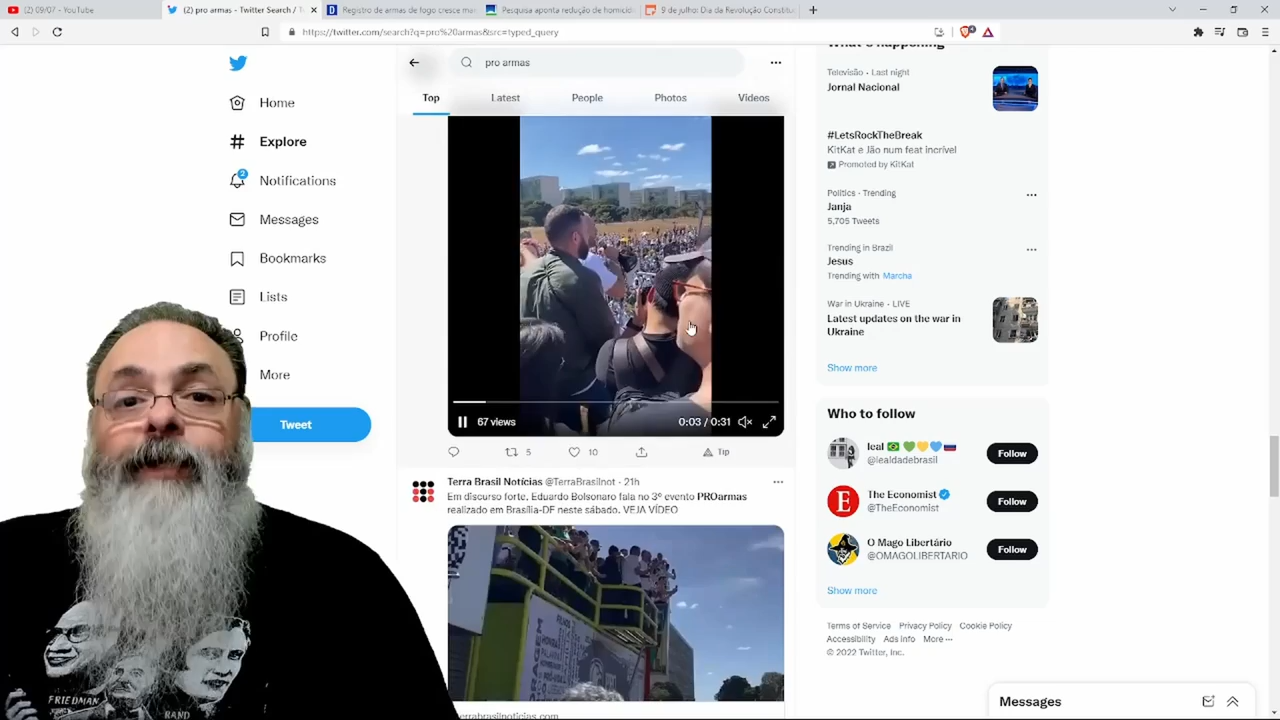 (2) 09/07 - YouTube
(2) pro armas - Twitter Search / T
Registro de armas de fogo cresce ma
Pesquisa aponta redução de homicíd
9 de julho: Dia da Revolução Constitu
https://twitter.com/search?q=pro%20armas&src=typed_query
Home
Explore
2
Notifications
Messages
Bookmarks
Lists
Profile
More
Tweet
pro armas
Top
Latest
People
Photos
Videos
67 views
0:03 / 0:31
5
10
Tip
Terra Brasil Notícias @TerraBrasilnot · 21h
Em discurso forte, Eduardo Bolsonaro fala no 3º evento PROarmas
realizado em Brasília-DF neste sábado. VEJA VÍDEO
terrabrasilnoticias.com
What's happening
Televisão · Last night
Jornal Nacional
#LetsRockTheBreak
KitKat e Jão num feat incrível
Promoted by KitKat
Politics · Trending
Janja
5,705 Tweets
Trending in Brazil
Jesus
Trending with Marcha
War in Ukraine · LIVE
Latest updates on the war in
Ukraine
Show more
Who to follow
leal
@lealdadebrasil
Follow
The Economist
@TheEconomist
Follow
O Mago Libertário
@OMAGOLIBERTARIO
Follow
Show more
Terms of Service Privacy Policy Cookie Policy
Accessibility Ads info More ···
© 2022 Twitter, Inc.
Messages
FRIEDMAN
RAND